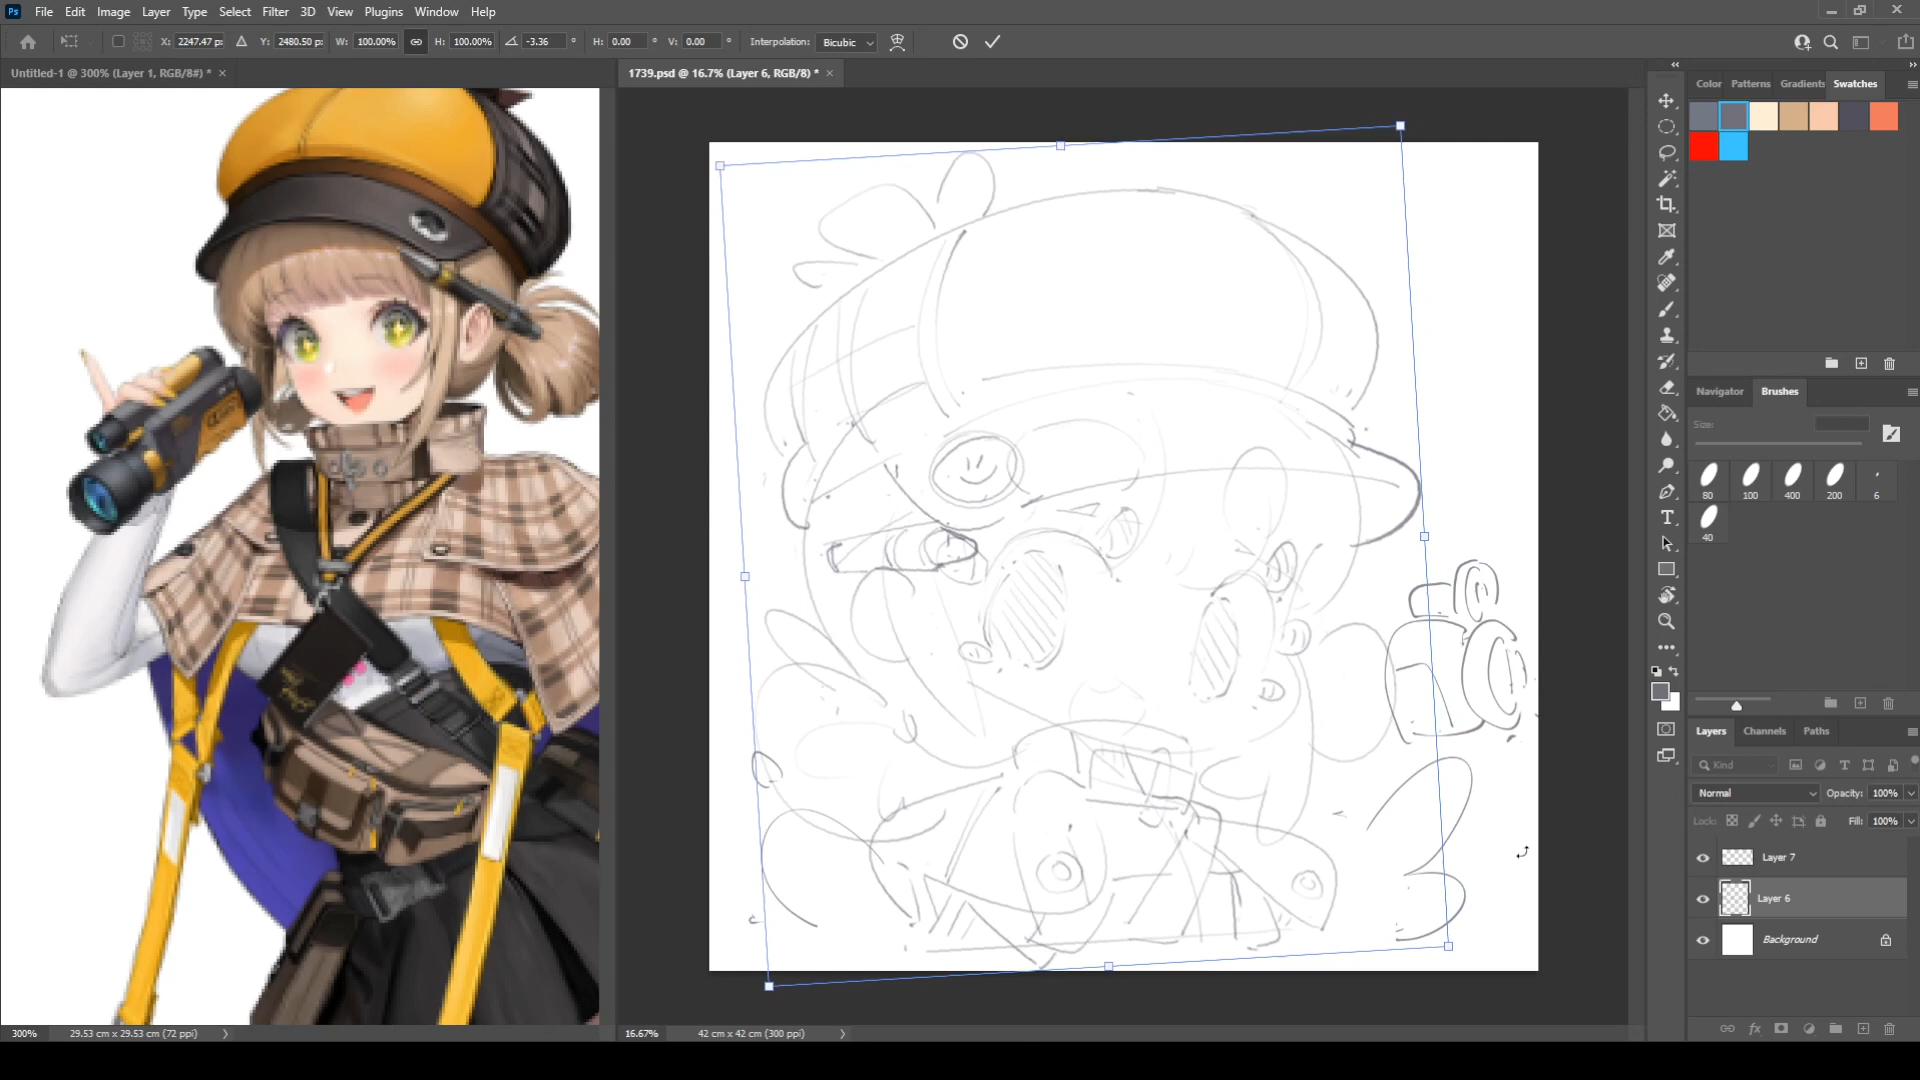 Ps File Edit Image Layer Type Select Filter 3D View Plugins Window Help
X: 2247.47 p: Y: 2480.50 p: W: 100.00% H: 100.00% -3.36 ° H: 0.00 ° V: 0.00 ° Interpolation: Bicubic
Untitled-1 @ 300% (Layer 1, RGB/8#) * ×
1739.psd @ 16.7% (Layer 6, RGB/8) * ×
Color Patterns Gradients Swatches
Navigator Brushes
Size:
80 100 400 200 6
40
Layers Channels Paths
Kind
Normal Opacity: 100%
Lock: Fill: 100%
Layer 7
Layer 6
Background
300% 29.53 cm x 29.53 cm (72 ppi)
16.67% 42 cm x 42 cm (300 ppi)